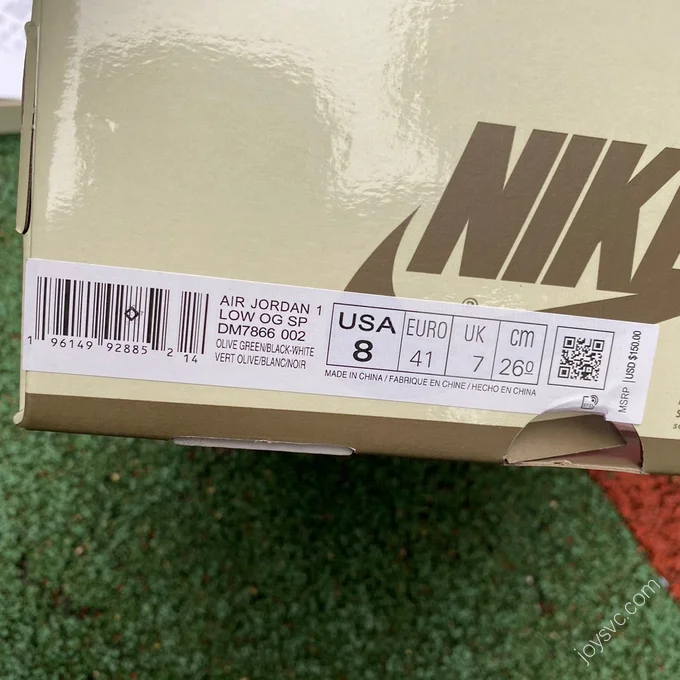 NIKE
®
AIR JORDAN 1
LOW OG SP
DM7866 002
OLIVE GREEN/BLACK-WHITE
VERT OLIVE/BLANC/NOIR
1 96149 92885 2 14
USA
8
EURO
41
UK
7
cm
26º
MADE IN CHINA / FABRIQUE EN CHINE / HECHO EN CHINA
MSRP USD $150.00
joysvc.com